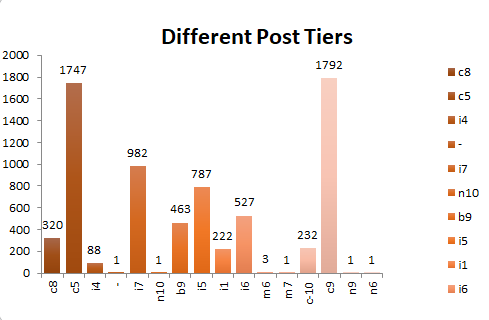 Different Post Tiers
2000
1800
1600
1400
1200
1000
800
600
400
200
0
320
1747
88
1
982
1
463
787
222
527
3
1
232
1792
1
1
c8
c5
i4
-
i7
n10
b9
i5
i1
i6
m6
m7
c-10
c9
n9
n6
c8
c5
i4
-
i7
n10
b9
i5
i1
i6